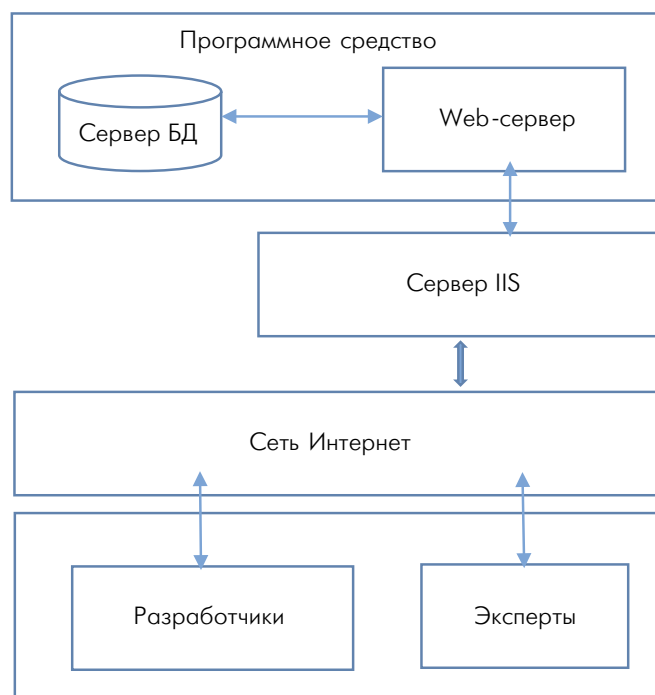 Программное средство
Сервер БД
Web-сервер
Сервер IIS
Сеть Интернет
Разработчики
Эксперты